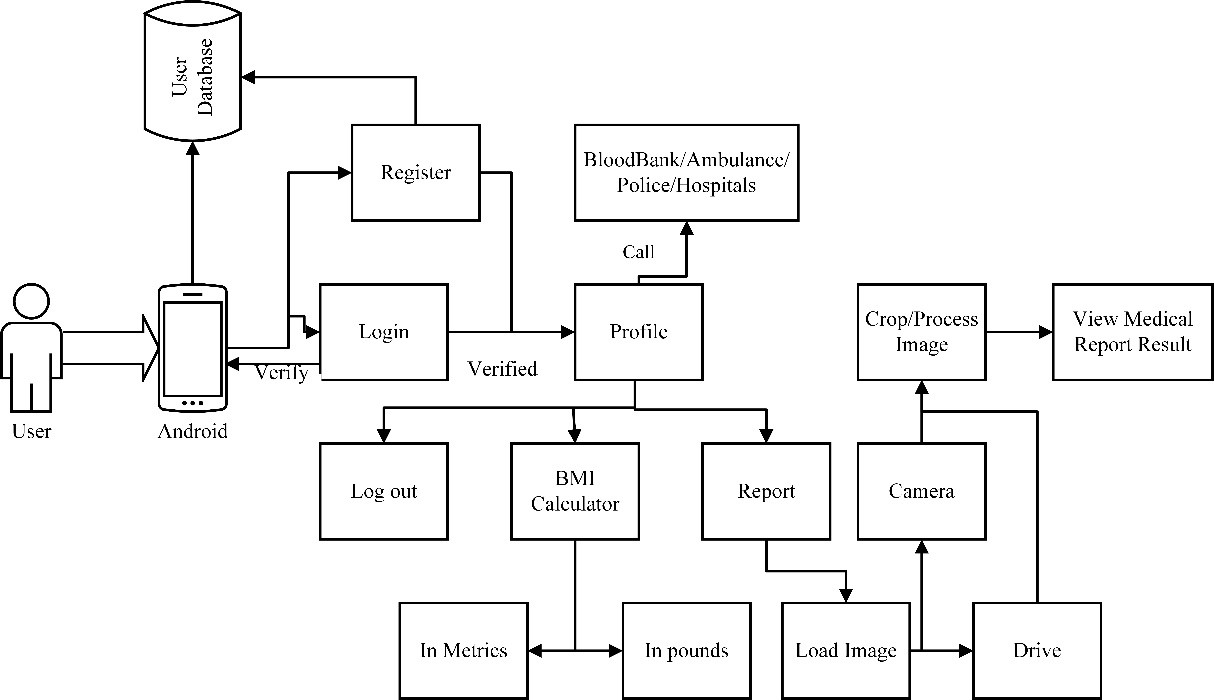 User
Database
Register
BloodBank/Ambulance/
Police/Hospitals
Call
Login
Profile
Crop/Process
Image
View Medical
Report Result
Verify
Verified
User
Android
Log out
BMI
Calculator
Report
Camera
In Metrics
In pounds
Load Image
Drive